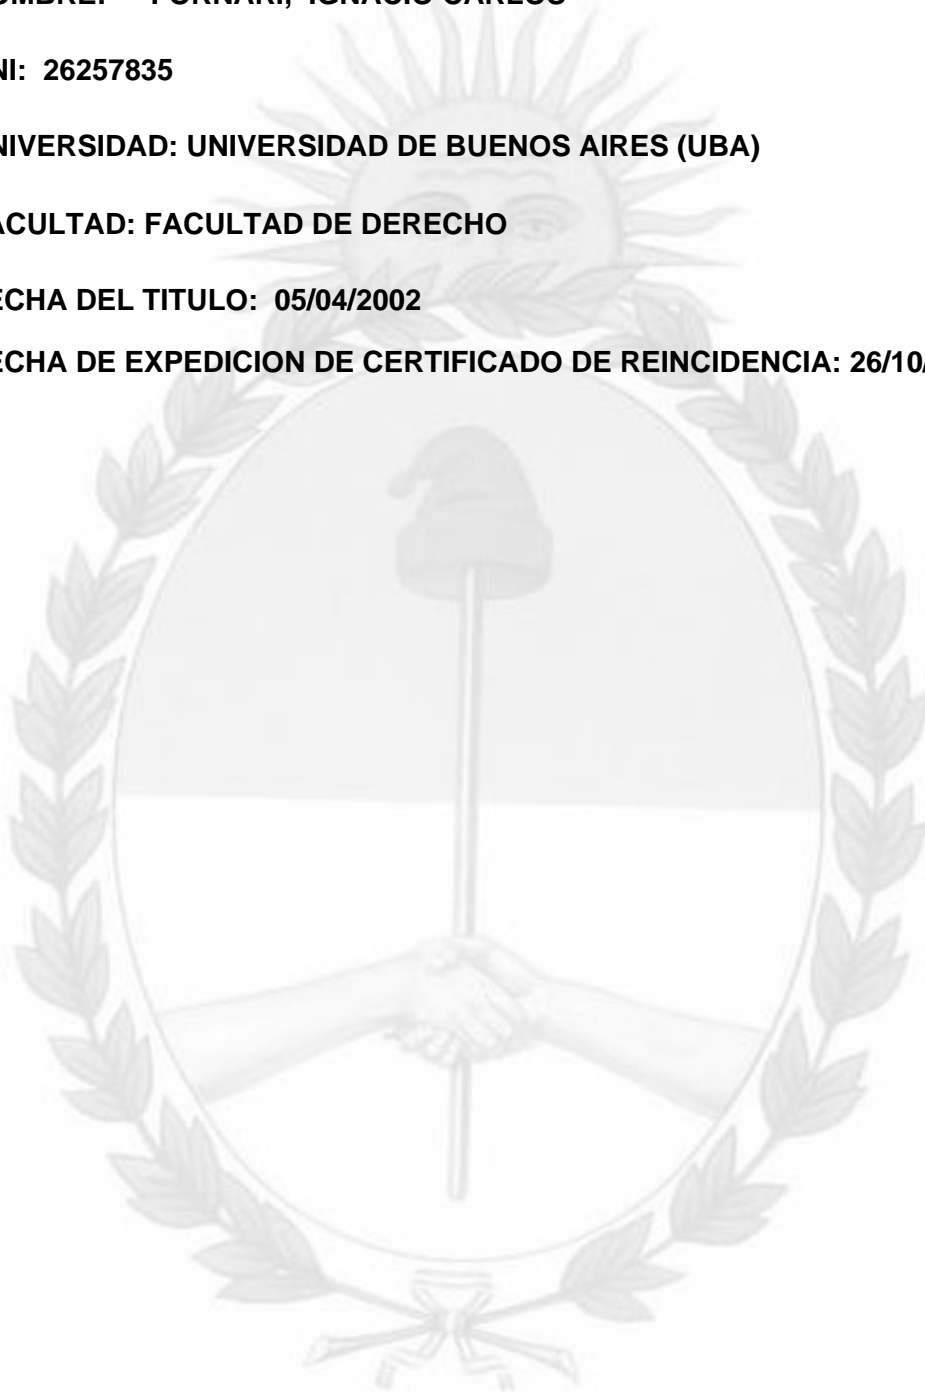 OMBRE: FURNARI, IGNACIO CARLOS
NI: 26257835
NIVERSIDAD: UNIVERSIDAD DE BUENOS AIRES (UBA)
ACULTAD: FACULTAD DE DERECHO
ECHA DEL TITULO: 05/04/2002
ECHA DE EXPEDICION DE CERTIFICADO DE REINCIDENCIA: 26/10/